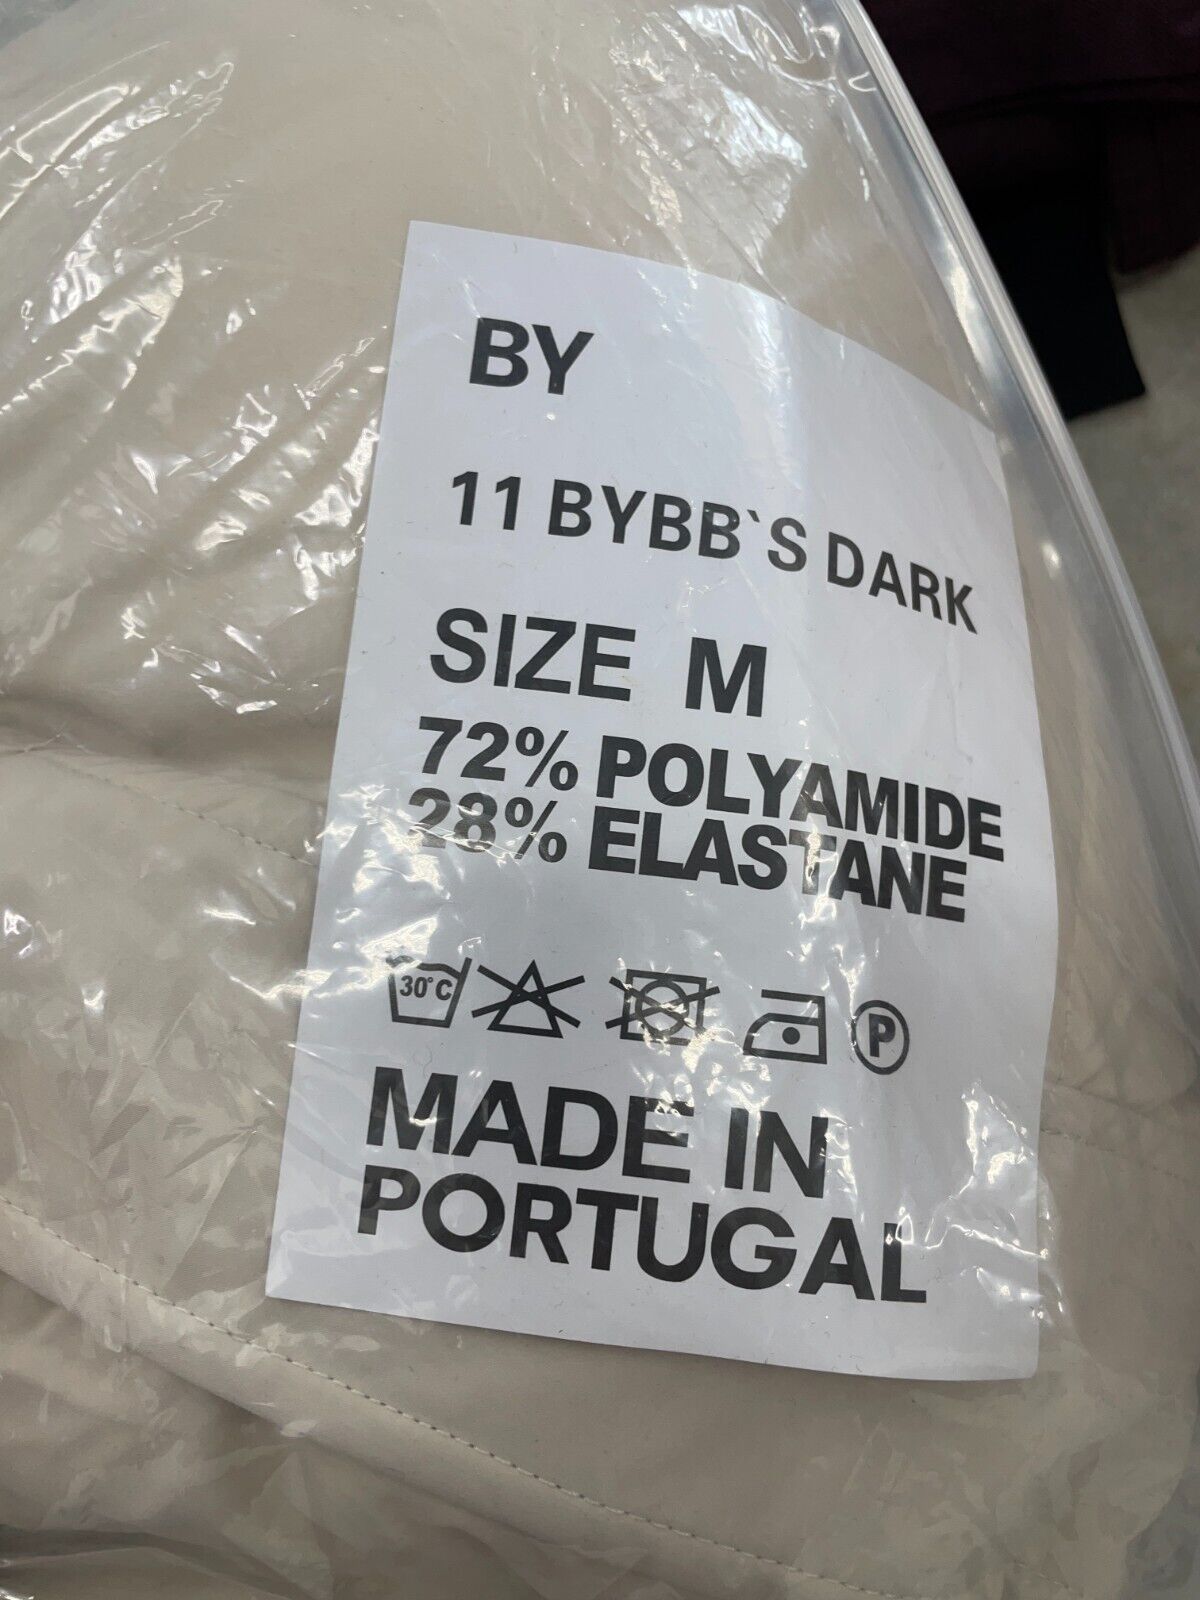 BY
11 BYBB`S DARK
SIZE M
72% POLYAMIDE
28% ELASTANE
30°C P
MADE IN
PORTUGAL